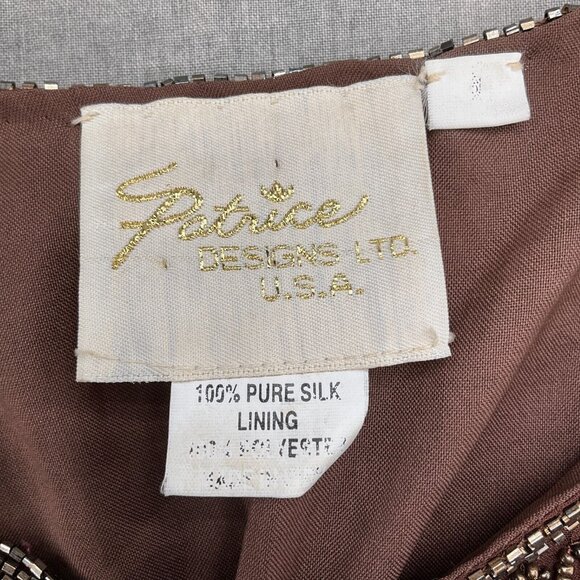 Patrice
DESIGNS LTD.
U.S.A.
100% PURE SILK
LINING